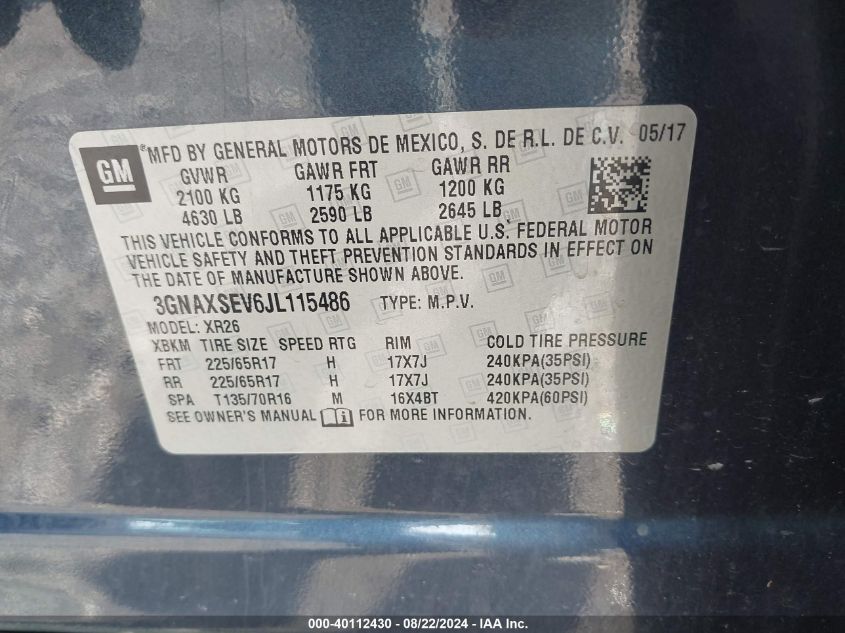 GM
®MFD BY GENERAL MOTORS DE MEXICO, S. DE R.L. DE C.V. 05/17
GVWR GAWR FRT GAWR RR
2100 KG 1175 KG 1200 KG
4630 LB 2590 LB 2645 LB
THIS VEHICLE CONFORMS TO ALL APPLICABLE U.S. FEDERAL MOTOR
VEHICLE SAFETY AND THEFT PREVENTION STANDARDS IN EFFECT ON
THE DATE OF MANUFACTURE SHOWN ABOVE.
3GNAXSEV6JL115486 TYPE: M.P.V.
MODEL: XR26
XBKM TIRE SIZE SPEED RTG RIM COLD TIRE PRESSURE
FRT 225/65R17 H 17X7J 240KPA(35PSI)
RR 225/65R17 H 17X7J 240KPA(35PSI)
SPA T135/70R16 M 16X4BT 420KPA(60PSI)
SEE OWNER'S MANUAL FOR MORE INFORMATION.
000-40112430 - 08/22/2024 - IAA Inc.